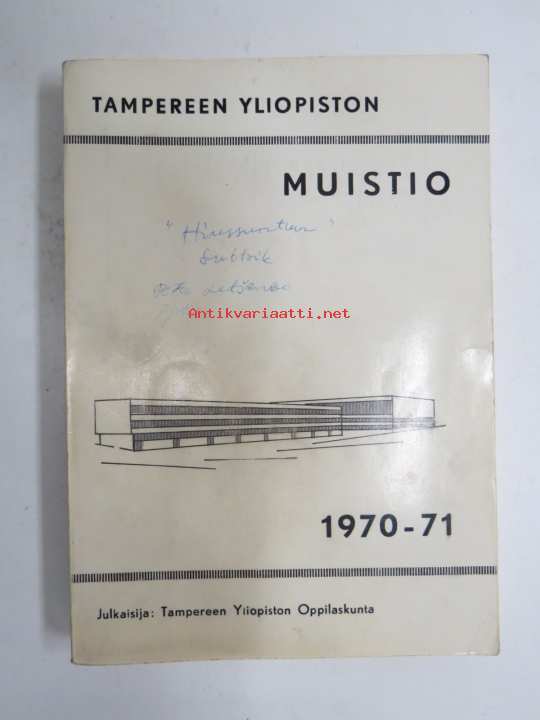 TAMPEREEN YLIOPISTON
MUISTIO
Antikvariaatti.net
1970-71
Julkaisija: Tampereen Yliopiston Oppilaskunta